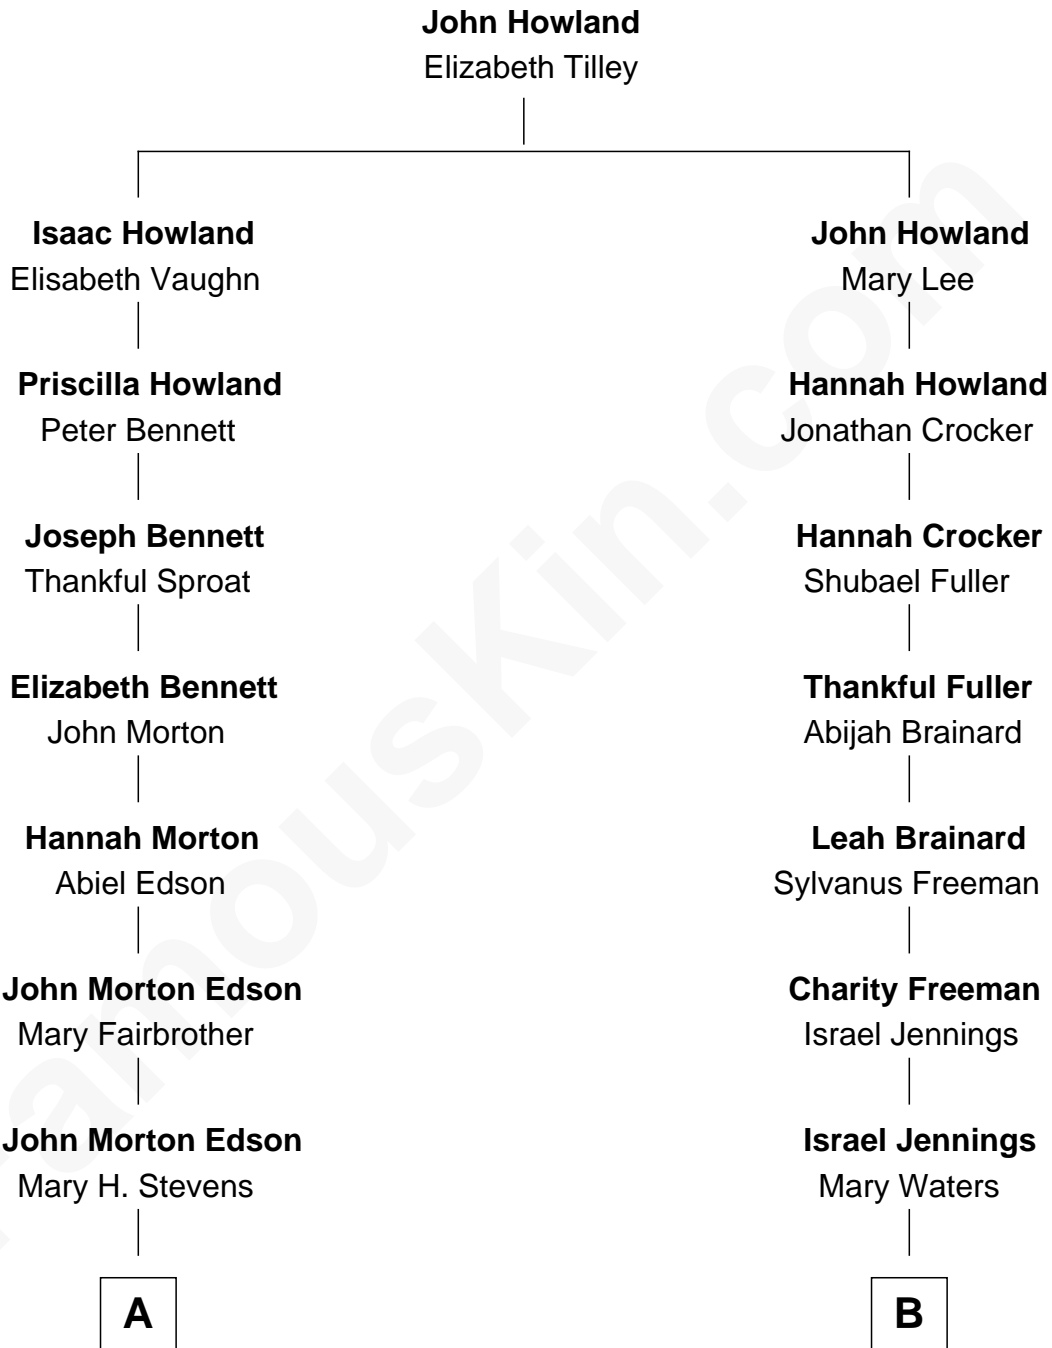 John Howland
Elizabeth Tilley
Isaac Howland
Elisabeth Vaughn
John Howland
Mary Lee
Priscilla Howland
Peter Bennett
Hannah Howland
Jonathan Crocker
Joseph Bennett
Thankful Sproat
Hannah Crocker
Shubael Fuller
Elizabeth Bennett
John Morton
Thankful Fuller
Abijah Brainard
Hannah Morton
Abiel Edson
Leah Brainard
Sylvanus Freeman
John Morton Edson
Mary Fairbrother
Charity Freeman
Israel Jennings
John Morton Edson
Mary H. Stevens
Israel Jennings
Mary Waters
A
B
FamousKin.com